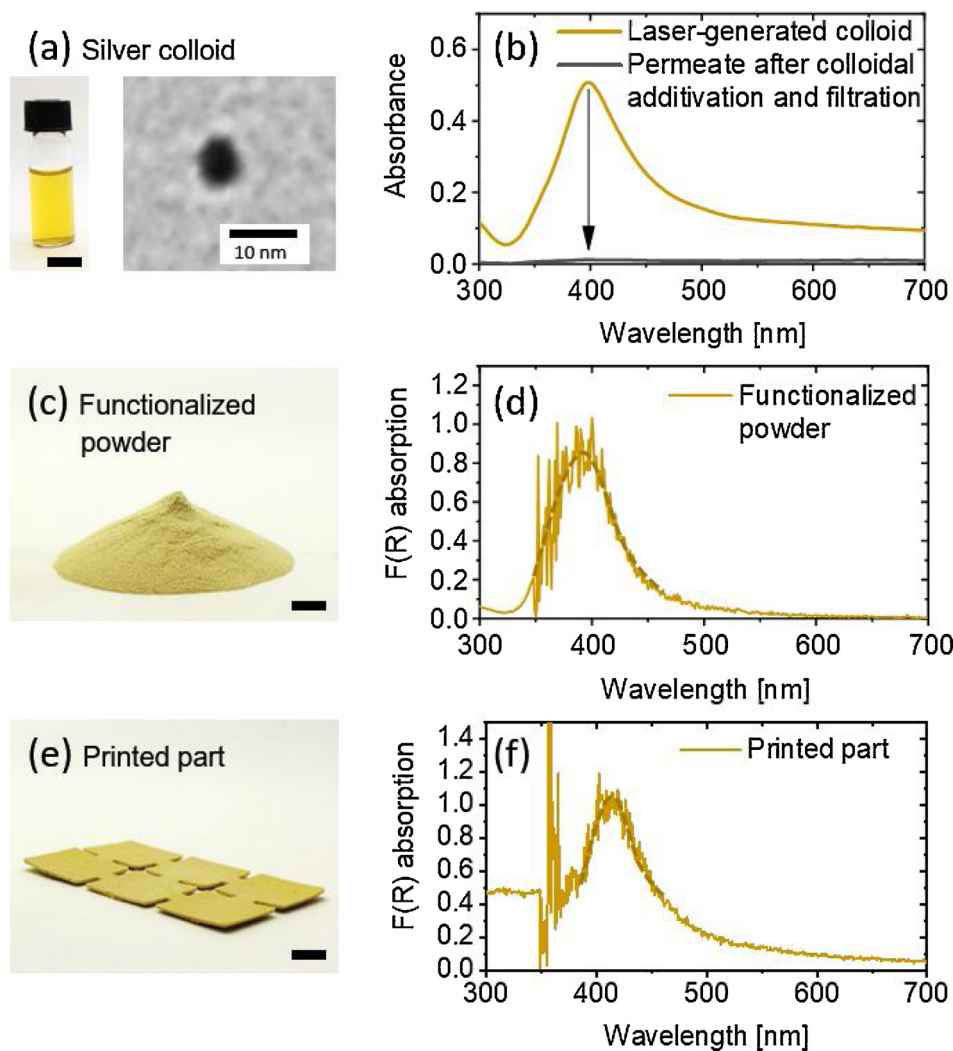 (a) Silver colloid
10 nm
(b)
Laser-generated colloid
Permeate after colloidal
additivation and filtration
0.6
0.4
0.2
0.0
Absorbance
300 400 500 600 700
Wavelength [nm]
(c) Functionalized
powder
(d)
Functionalized
powder
1.2
1.0
0.8
0.6
0.4
0.2
0.0
F(R) absorption
300 400 500 600 700
Wavelength [nm]
(e) Printed part
(f)
Printed part
1.4
1.2
1.0
0.8
0.6
0.4
0.2
0.0
F(R) absorption
300 400 500 600 700
Wavelength [nm]